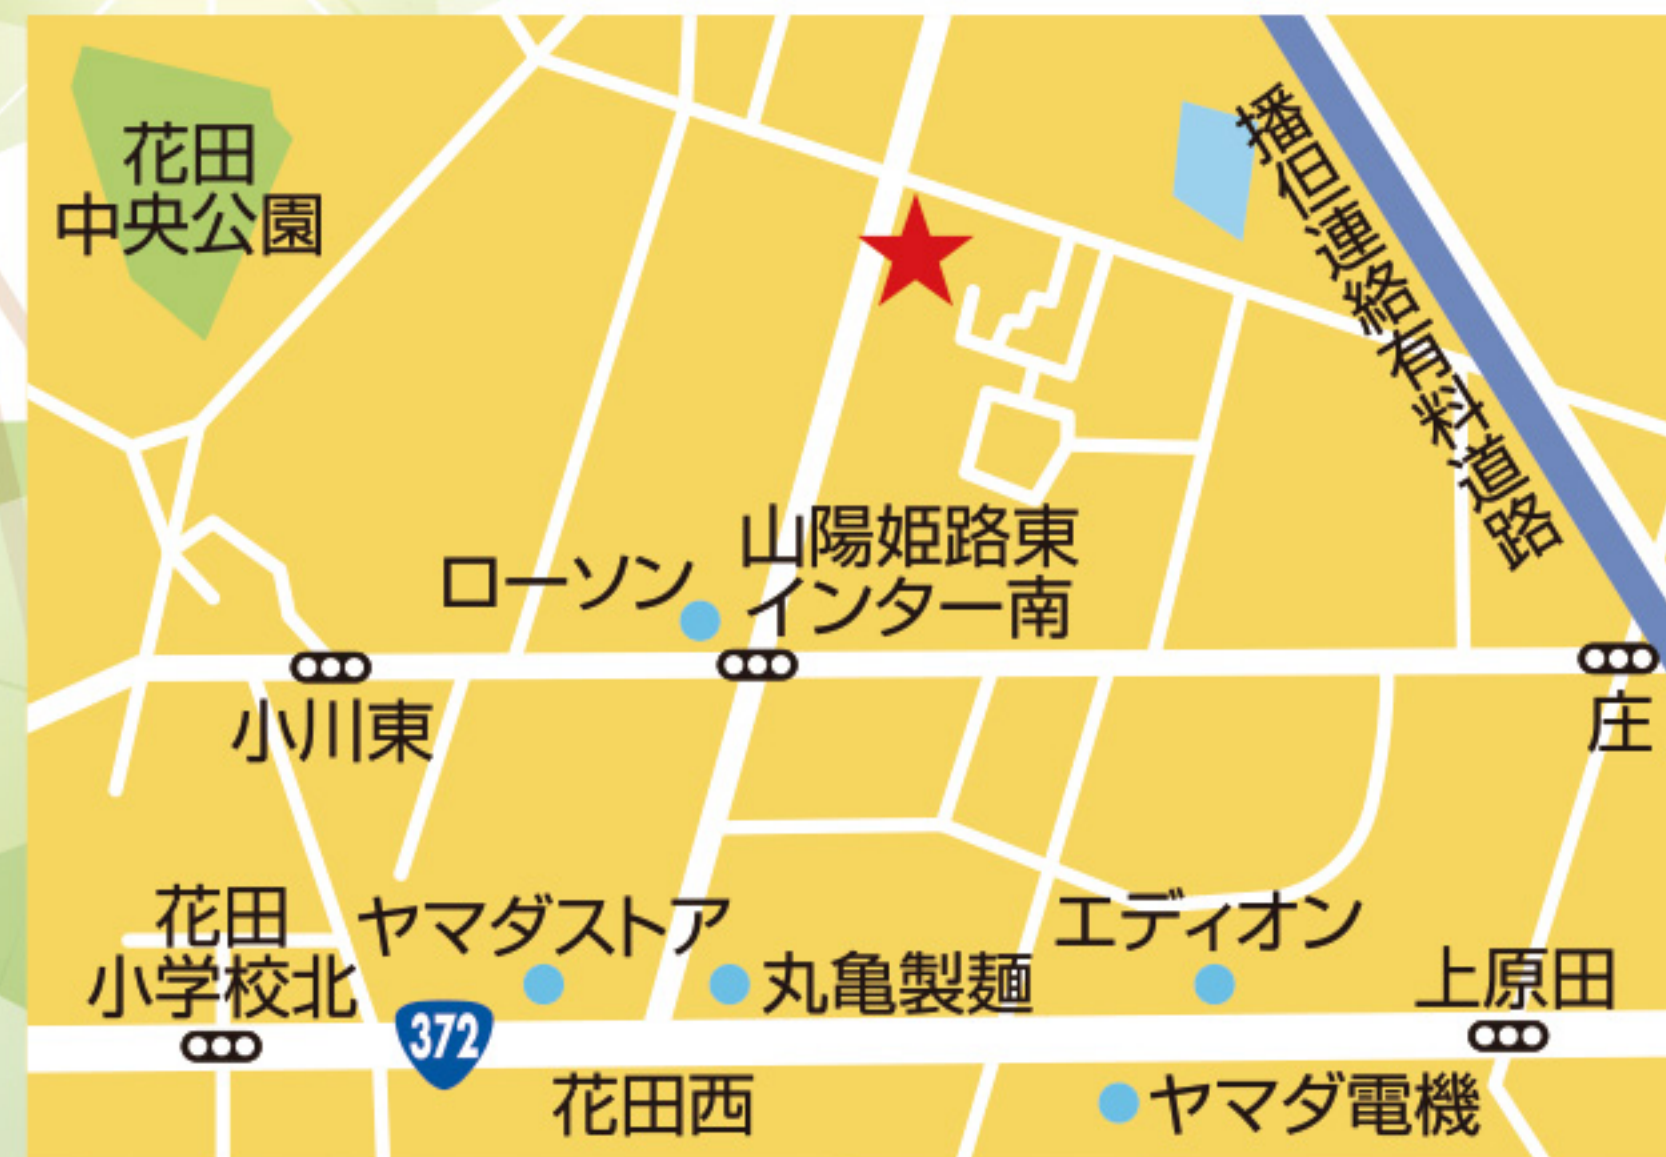 花田
中央公園
播但連絡有料道路
山陽姫路東
インター南
ローソン
小川東
庄
花田
小学校北
ヤマダストア
丸亀製麺
エディオン
上原田
372
花田西
ヤマダ電機